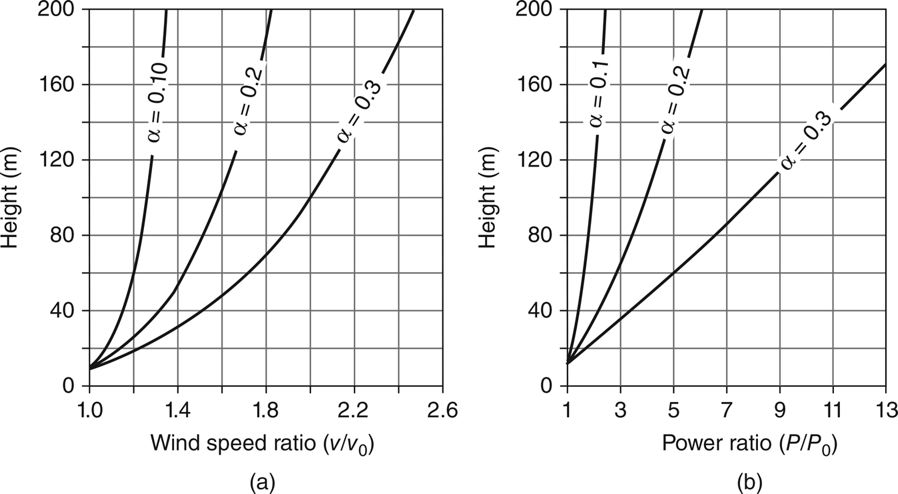 200
160
120
80
40
0
Height (m)
α = 0.10
α = 0.2
α = 0.3
1.0 1.4 1.8 2.2 2.6
Wind speed ratio (v/v0)
(a)
200
160
120
80
40
0
Height (m)
α = 0.1
α = 0.2
α = 0.3
1 3 5 7 9 11 13
Power ratio (P/P0)
(b)